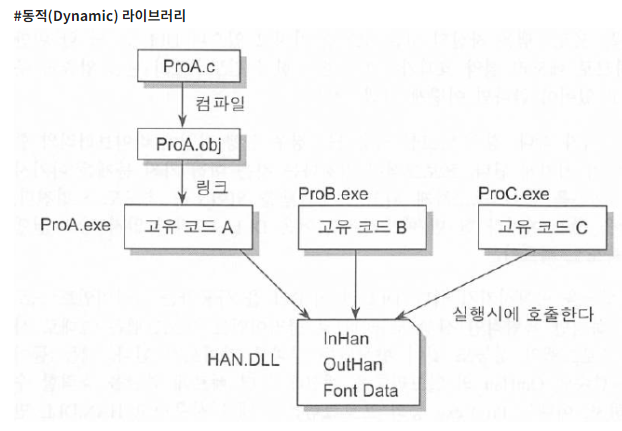 #동적(Dynamic) 라이브러리
ProA.c
컴파일
ProA.obj
링크
ProA.exe
고유 코드 A
ProB.exe
고유 코드 B
ProC.exe
고유 코드 C
실행시에 호출한다
HAN.DLL
InHan
OutHan
Font Data